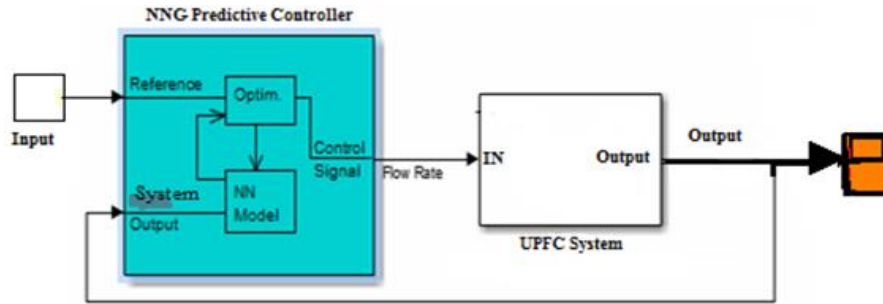 NNG Predictive Controller
Reference
Optim.
Input
Control
Signal
Flow Rate
System
Output
NN
Model
IN
Output
UPFC System
Output